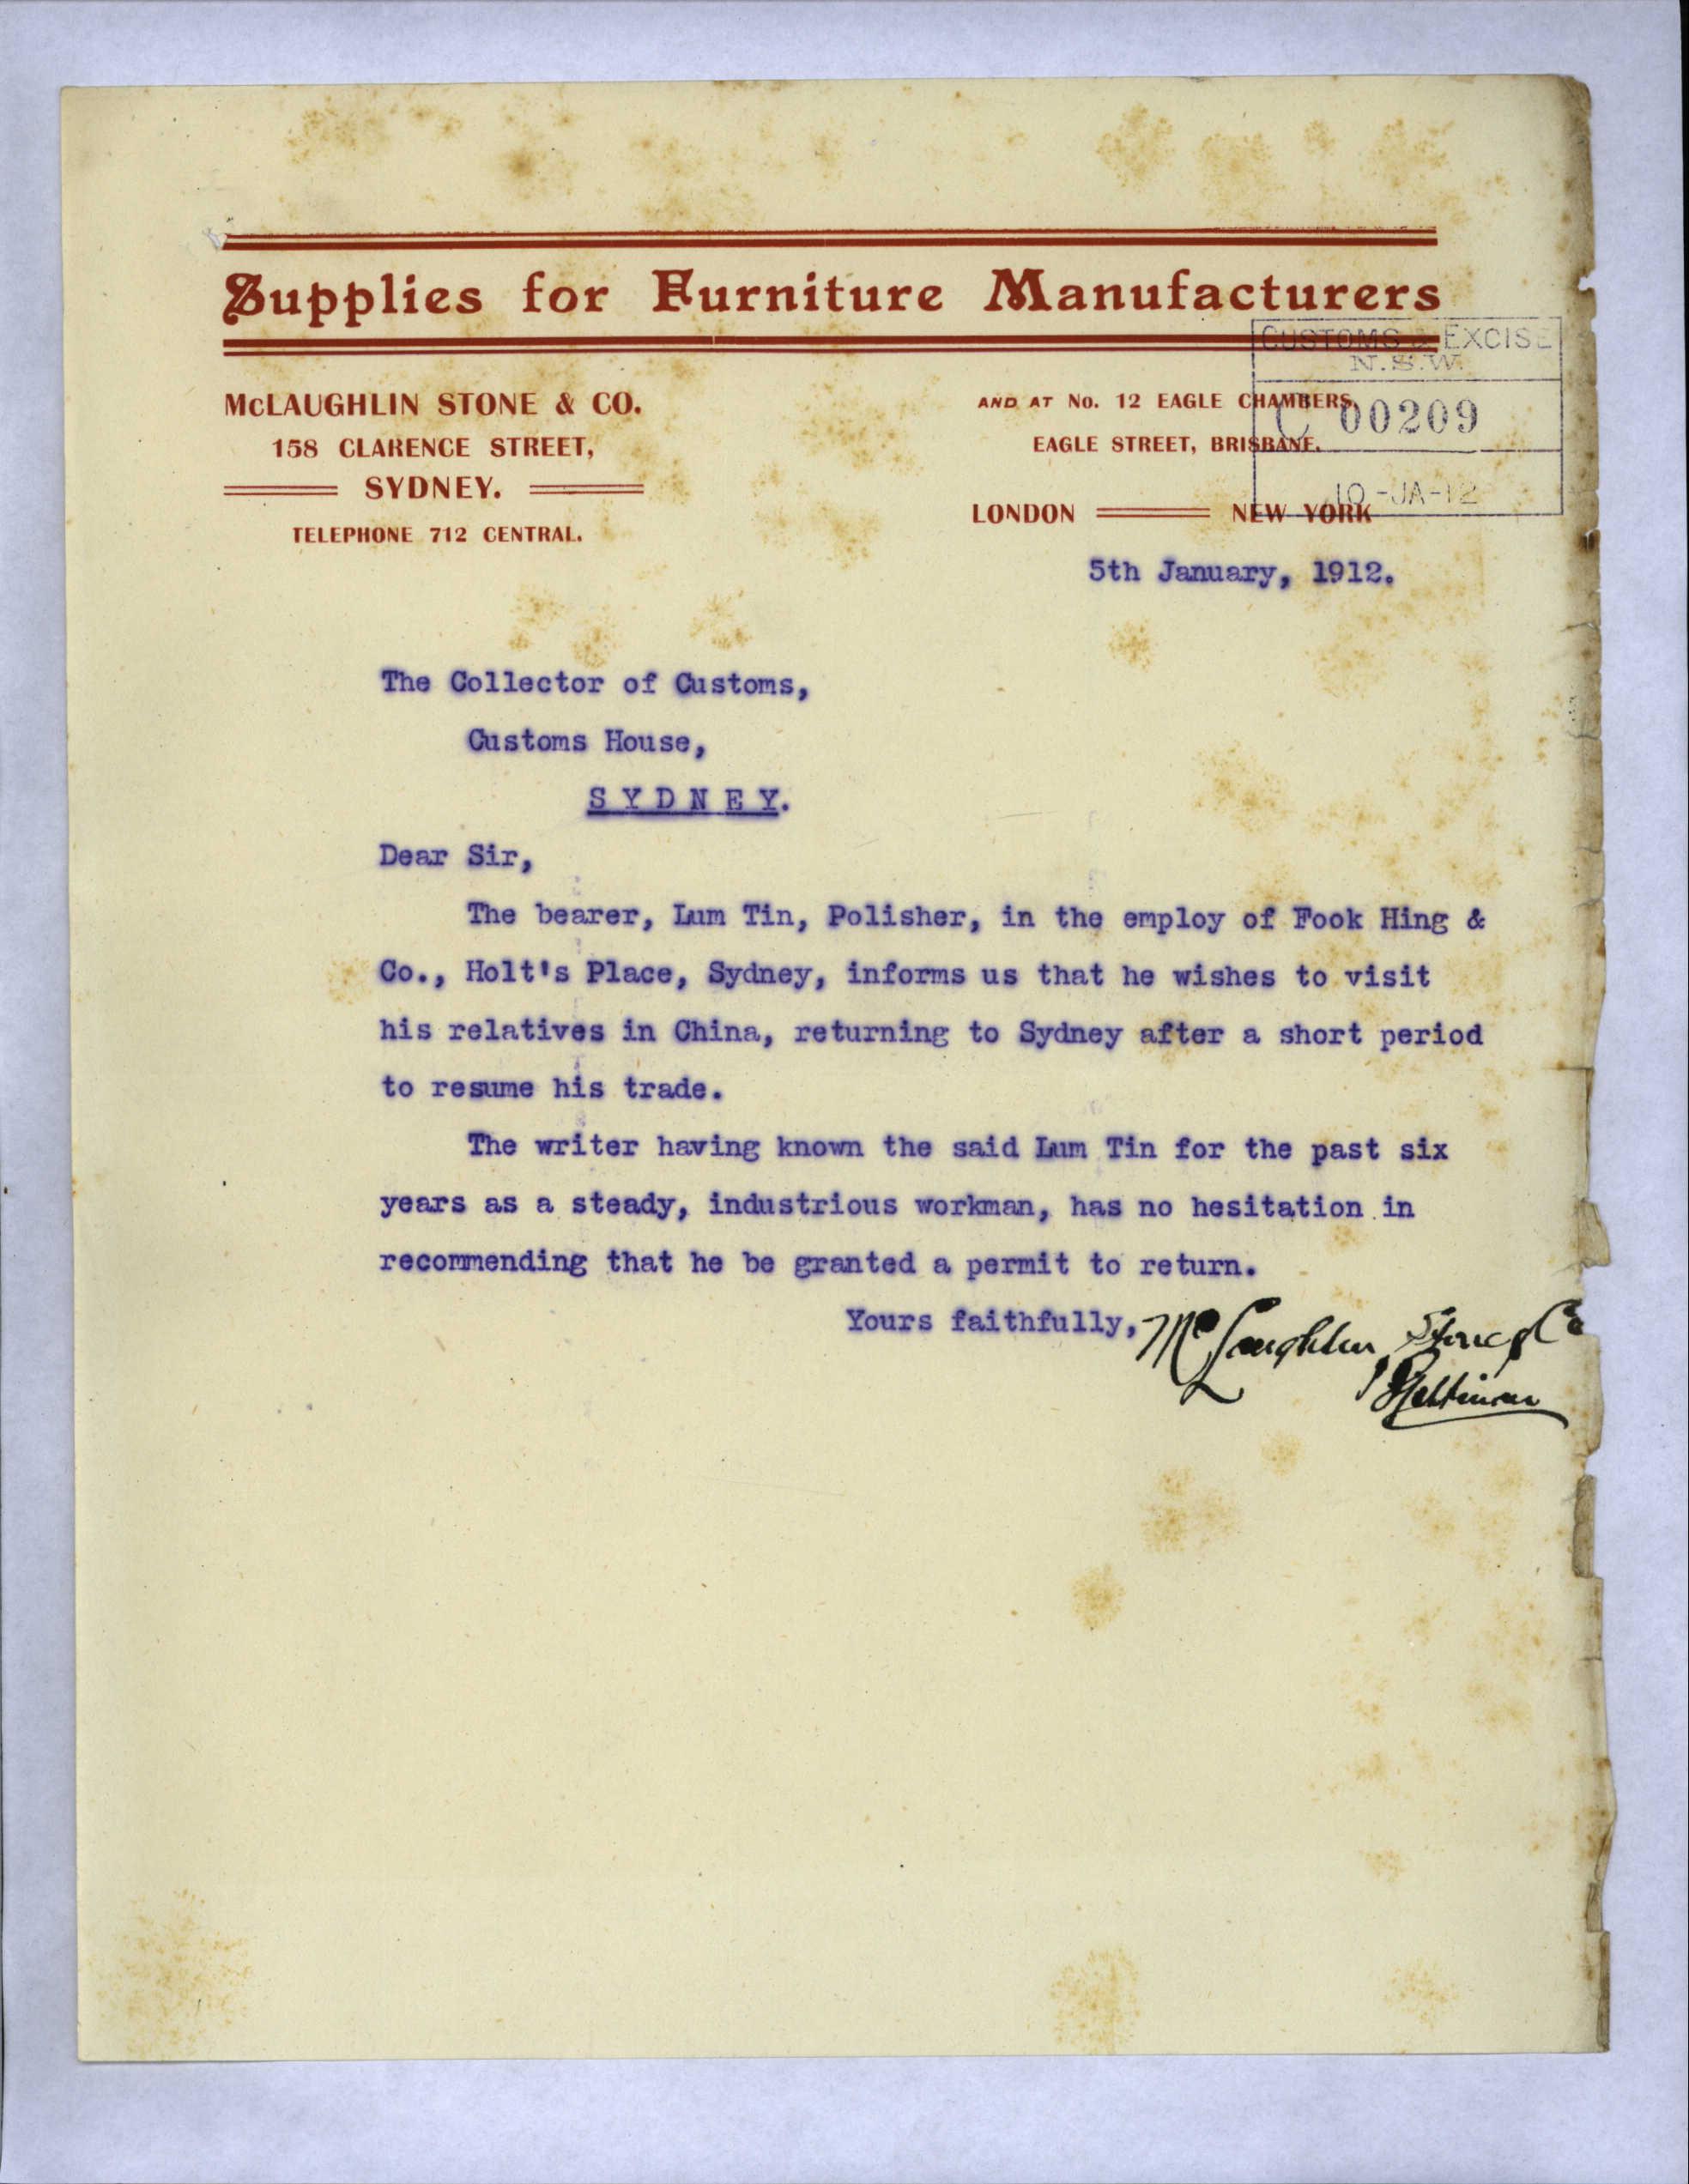 Supplies for Furniture Manufacturers
CUSTOMS & EXCISE
N.S.W.
C 00209
10-JA-12
McLAUGHLIN STONE & CO.
158 CLARENCE STREET,
SYDNEY.
TELEPHONE 712 CENTRAL.
AND AT No. 12 EAGLE CHAMBERS,
EAGLE STREET, BRISBANE.
LONDON NEW YORK
5th January, 1912.
The Collector of Customs,
Customs House,
SYDNEY.
Dear Sir,
The bearer, Lum Tin, Polisher, in the employ of Fook Hing &
Co., Holt's Place, Sydney, informs us that he wishes to visit
his relatives in China, returning to Sydney after a short period
to resume his trade.
The writer having known the said Lum Tin for the past six
years as a steady, industrious workman, has no hesitation in
recommending that he be granted a permit to return.
Yours faithfully, McLaughlin Stone & Co